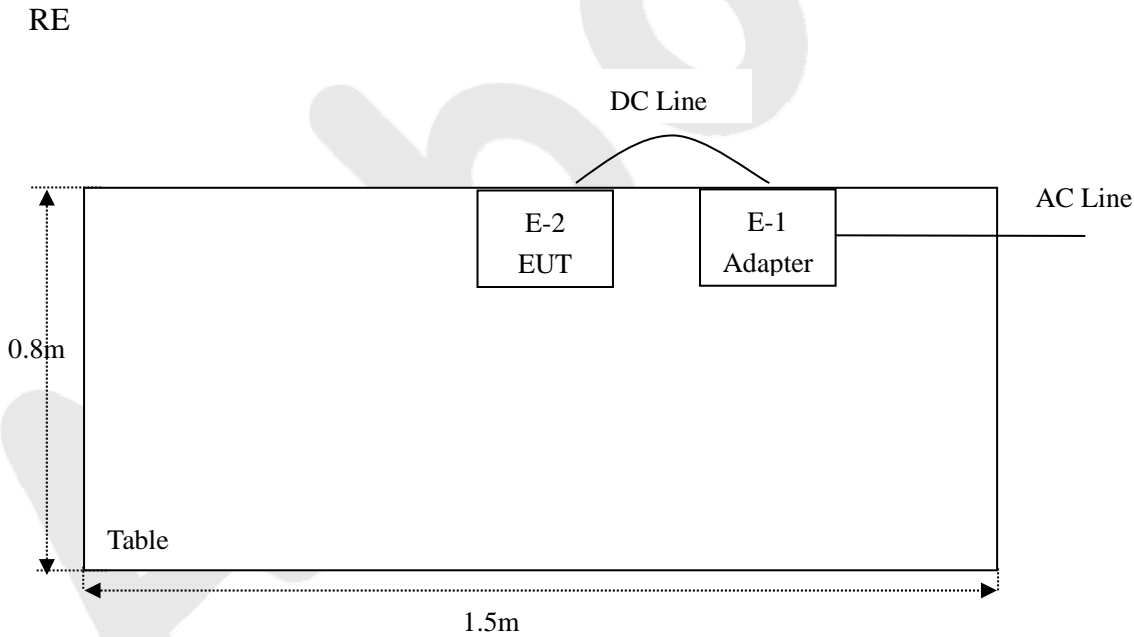 RE
DC Line
AC Line
E-2
EUT
E-1
Adapter
0.8m
Table
1.5m